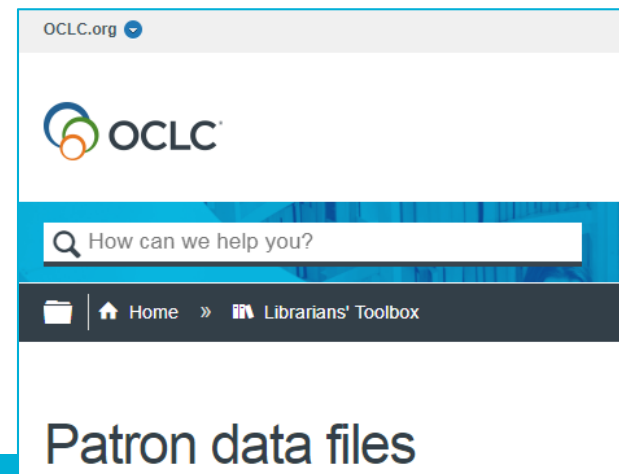 OCLC.org
OCLC
How can we help you?
Home » Librarians' Toolbox
Patron data files